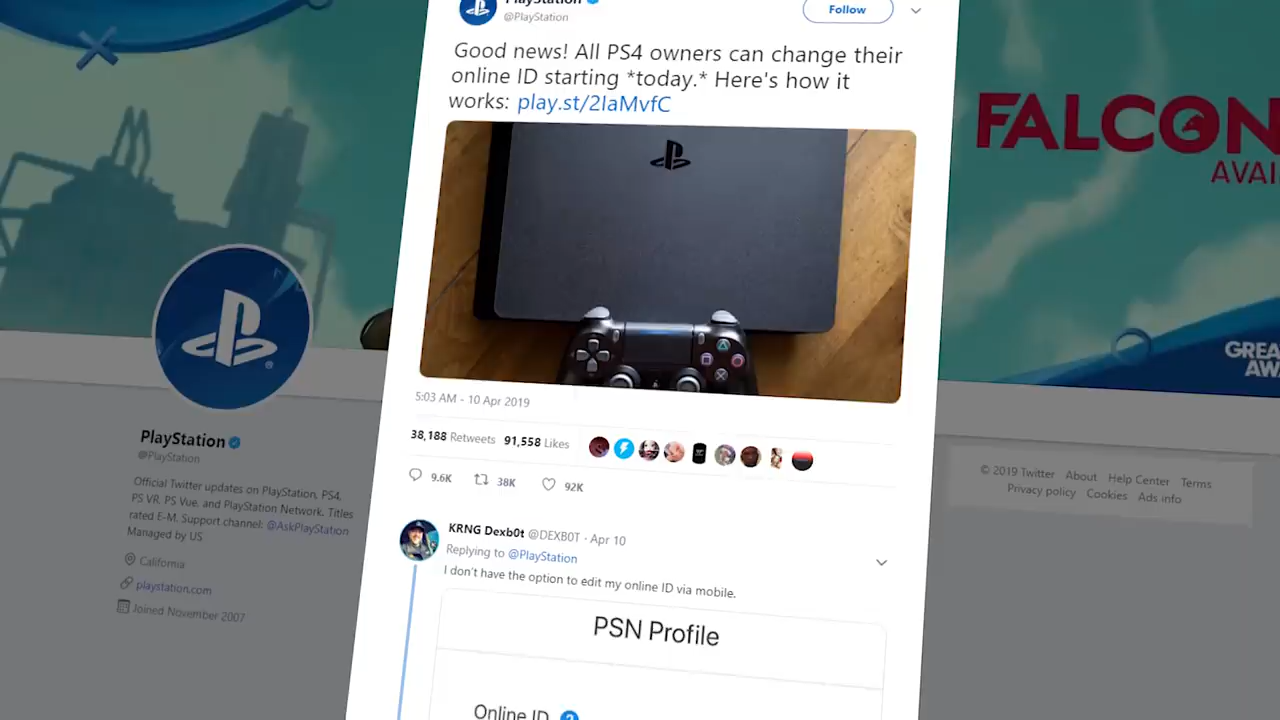 PlayStation
@PlayStation
Follow
Good news! All PS4 owners can change their
online ID starting *today.* Here's how it
works: play.st/2IaMvfC
5:03 AM - 10 Apr 2019
38,188 Retweets 91,558 Likes
9.6K 38K 92K
KRNG Dexb0t @DEXB0T · Apr 10
Replying to @PlayStation
I don't have the option to edit my online ID via mobile.
PSN Profile
Online ID
PlayStation
@PlayStation
Official Twitter updates on PlayStation, PS4,
PS VR, PS Vue, and PlayStation Network. Titles
rated E-M. Support channel: @AskPlayStation
Managed by US
California
playstation.com
Joined November 2007
FALCON
AVAI
GREA
AW
© 2019 Twitter About Help Center Terms
Privacy policy Cookies Ads info